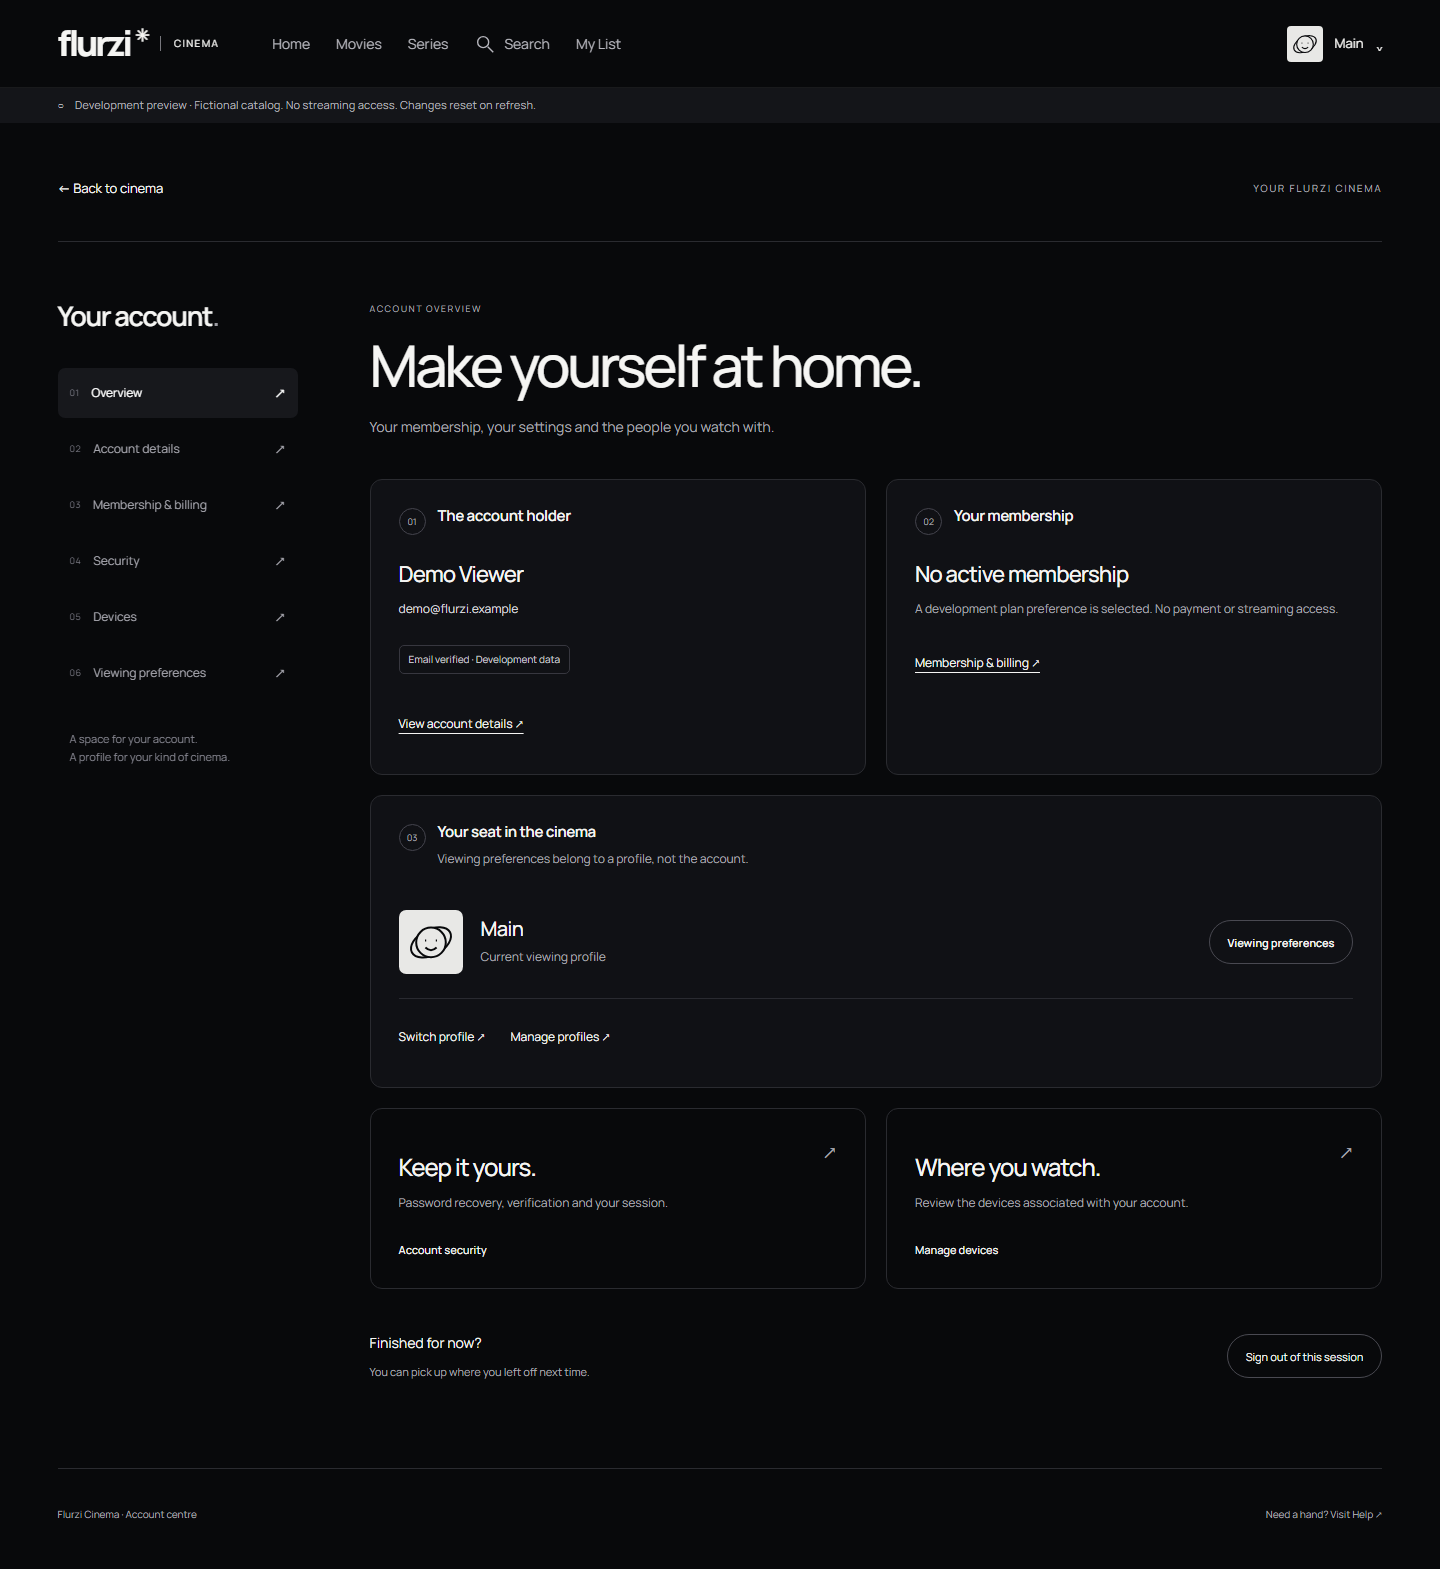 flurzi* CINEMA Home Movies Series Search My List Main
Development preview · Fictional catalog. No streaming access. Changes reset on refresh.
← Back to cinema
YOUR FLURZI CINEMA
Your account.
01 Overview ↗
02 Account details ↗
03 Membership & billing ↗
04 Security ↗
05 Devices ↗
06 Viewing preferences ↗
A space for your account.
A profile for your kind of cinema.
ACCOUNT OVERVIEW
Make yourself at home.
Your membership, your settings and the people you watch with.
01 The account holder
Demo Viewer
demo@flurzi.example
Email verified · Development data
View account details ↗
02 Your membership
No active membership
A development plan preference is selected. No payment or streaming access.
Membership & billing ↗
03 Your seat in the cinema
Viewing preferences belong to a profile, not the account.
Main
Current viewing profile
Viewing preferences
Switch profile ↗ Manage profiles ↗
Keep it yours. ↗
Password recovery, verification and your session.
Account security
Where you watch. ↗
Review the devices associated with your account.
Manage devices
Finished for now?
You can pick up where you left off next time.
Sign out of this session
Flurzi Cinema · Account centre
Need a hand? Visit Help ↗